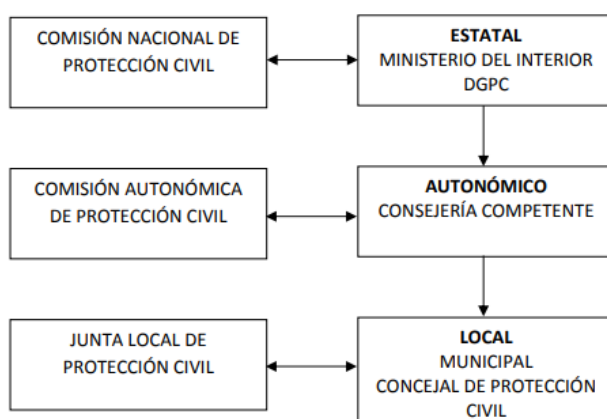 COMISIÓN NACIONAL DE
PROTECCIÓN CIVIL
ESTATAL
MINISTERIO DEL INTERIOR
DGPC
COMISIÓN AUTONÓMICA
DE PROTECCIÓN CIVIL
AUTONÓMICO
CONSEJERÍA COMPETENTE
JUNTA LOCAL DE
PROTECCIÓN CIVIL
LOCAL
MUNICIPAL
CONCEJAL DE PROTECCIÓN
CIVIL